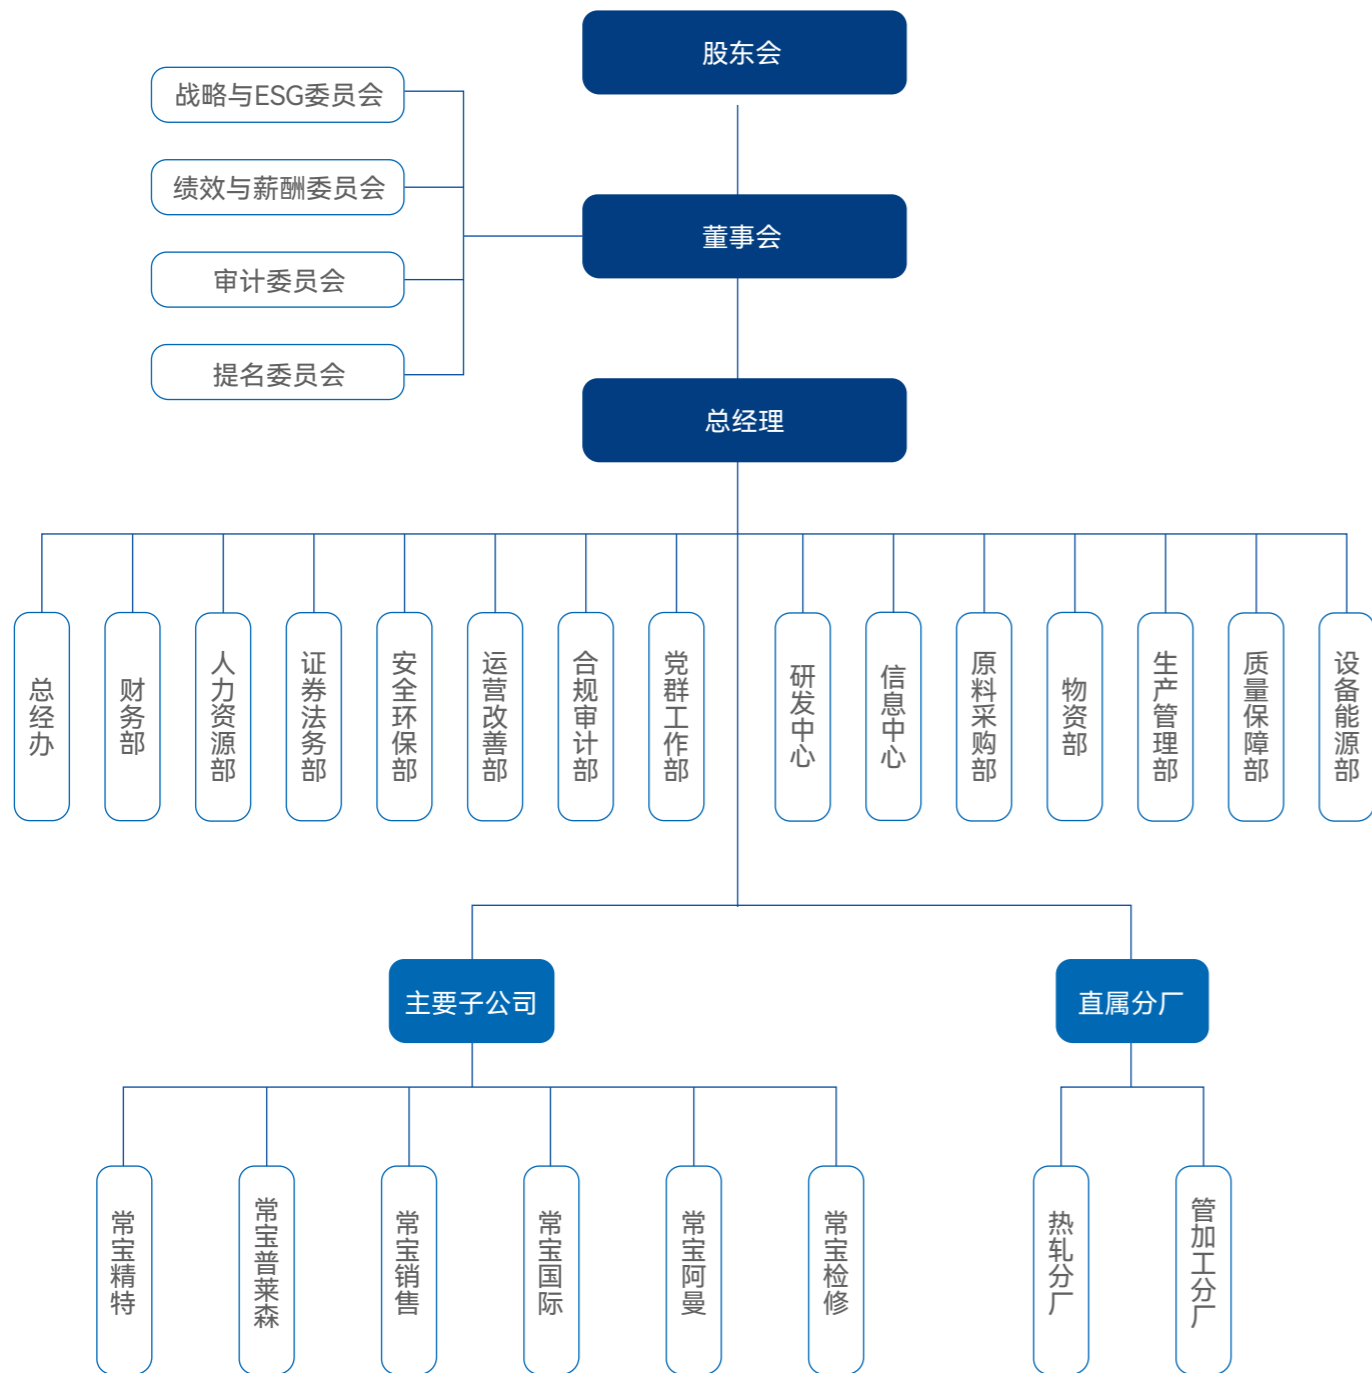 股东会
战略与ESG委员会
绩效与薪酬委员会
董事会
审计委员会
提名委员会
总经理
总经办
财务部
人力资源部
证券法务部
安全环保部
运营改善部
合规审计部
党群工作部
研发中心
信息中心
原料采购部
物资部
生产管理部
质量保障部
设备能源部
主要子公司
直属分厂
常宝精特
常宝普莱森
常宝销售
常宝国际
常宝阿曼
常宝检修
热轧分厂
管加工分厂